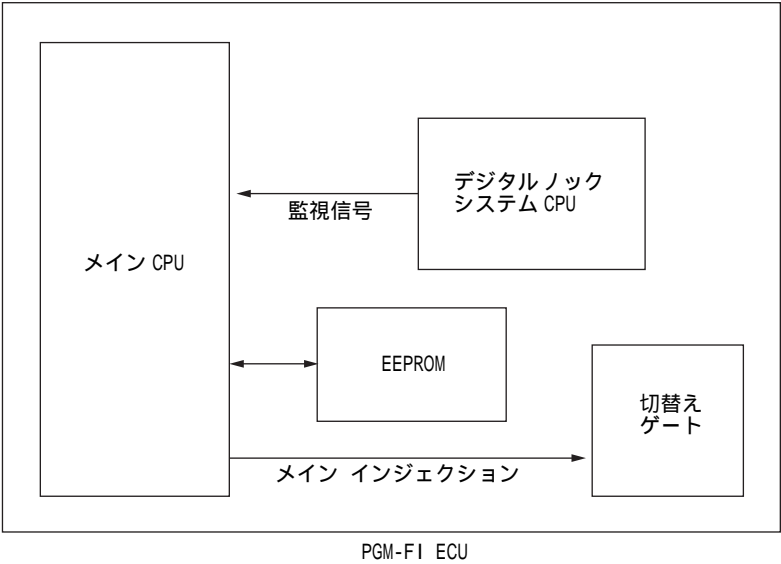 デジタル ノック
システム CPU
監視信号
メイン CPU
EEPROM
切替え
ゲート
メイン インジェクション
PGM-FI ECU